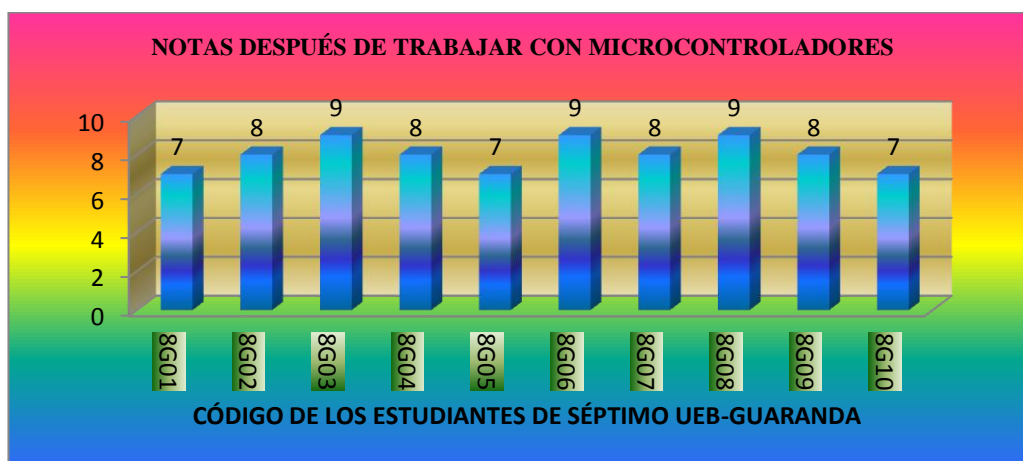 NOTAS DESPUÉS DE TRABAJAR CON MICROCONTROLADORES
10
8
6
4
2
0
7
8
9
8
7
9
8
9
8
7
8G01
8G02
8G03
8G04
8G05
8G06
8G07
8G08
8G09
8G10
CÓDIGO DE LOS ESTUDIANTES DE SÉPTIMO UEB-GUARANDA